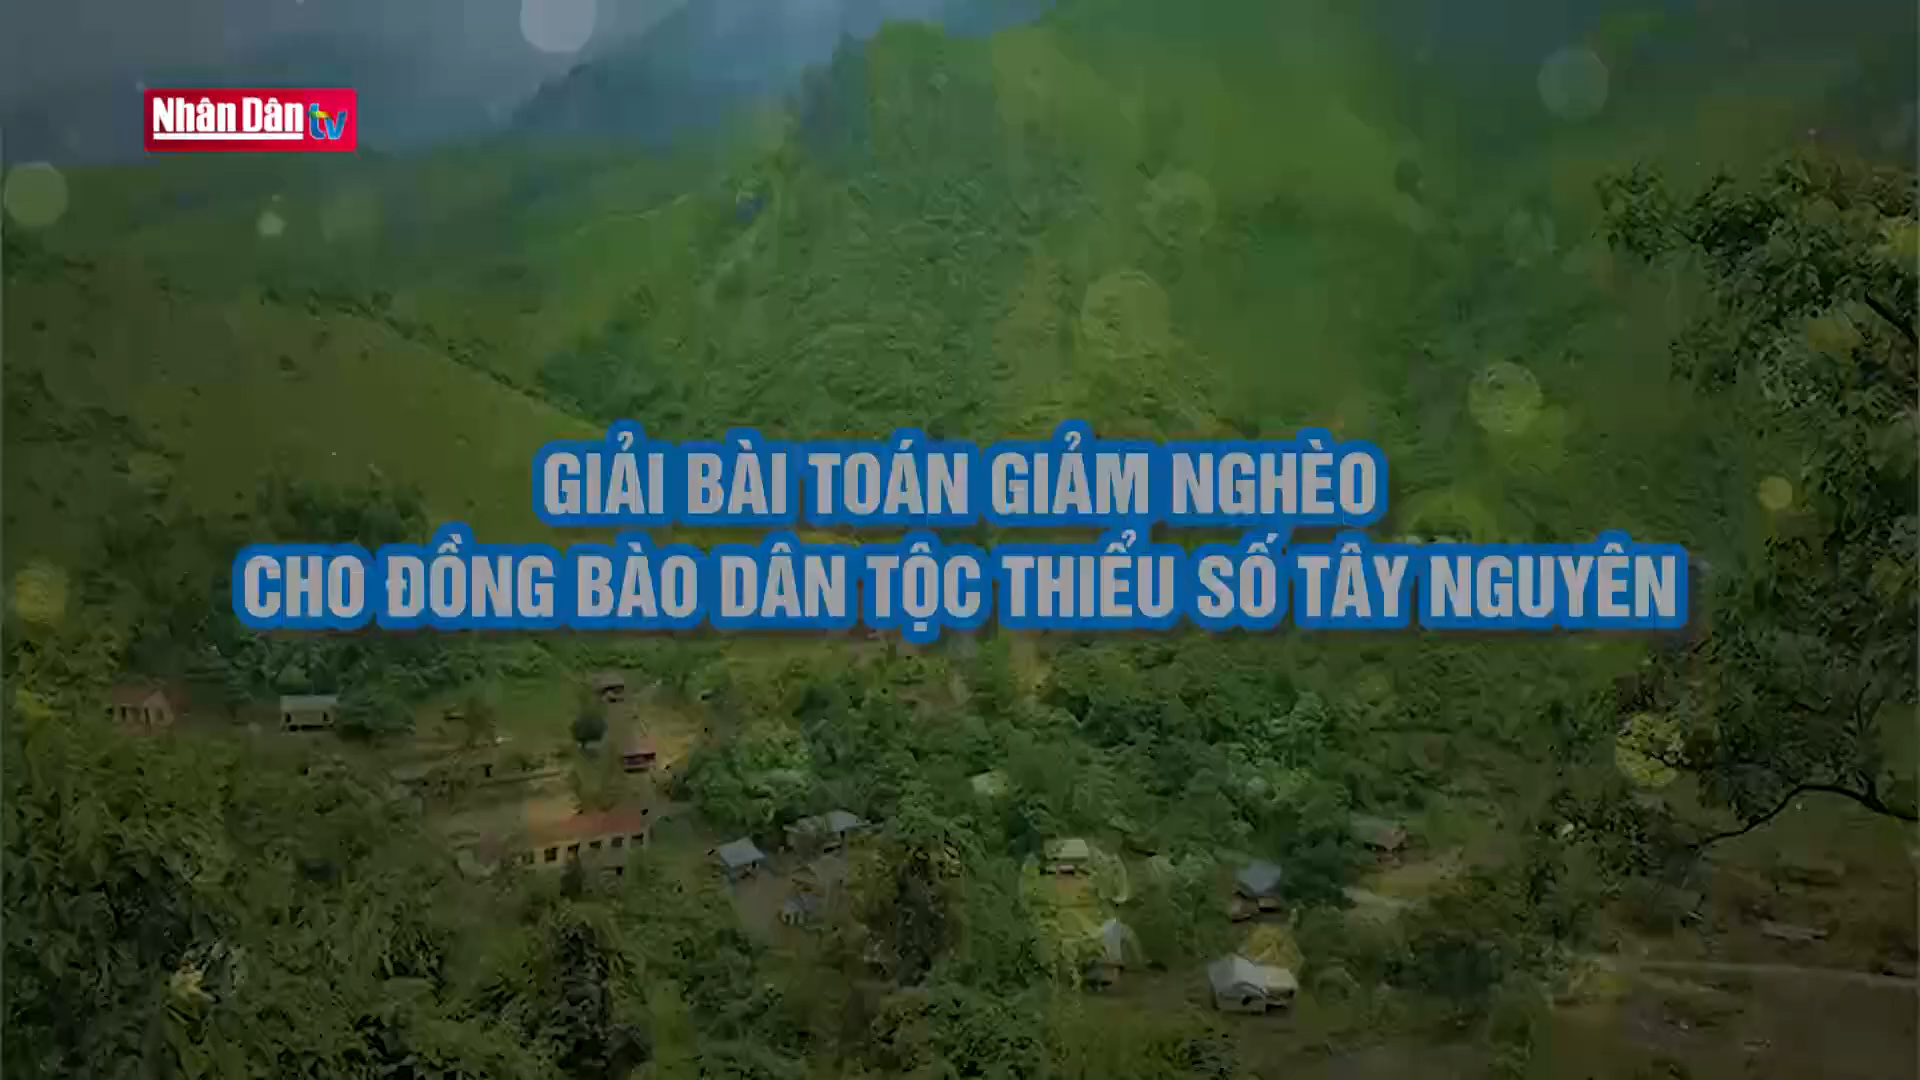 Nhân Dân tv
GIẢI BÀI TOÁN GIẢM NGHÈO
CHO ĐỒNG BÀO DÂN TỘC THIỂU SỐ TÂY NGUYÊN